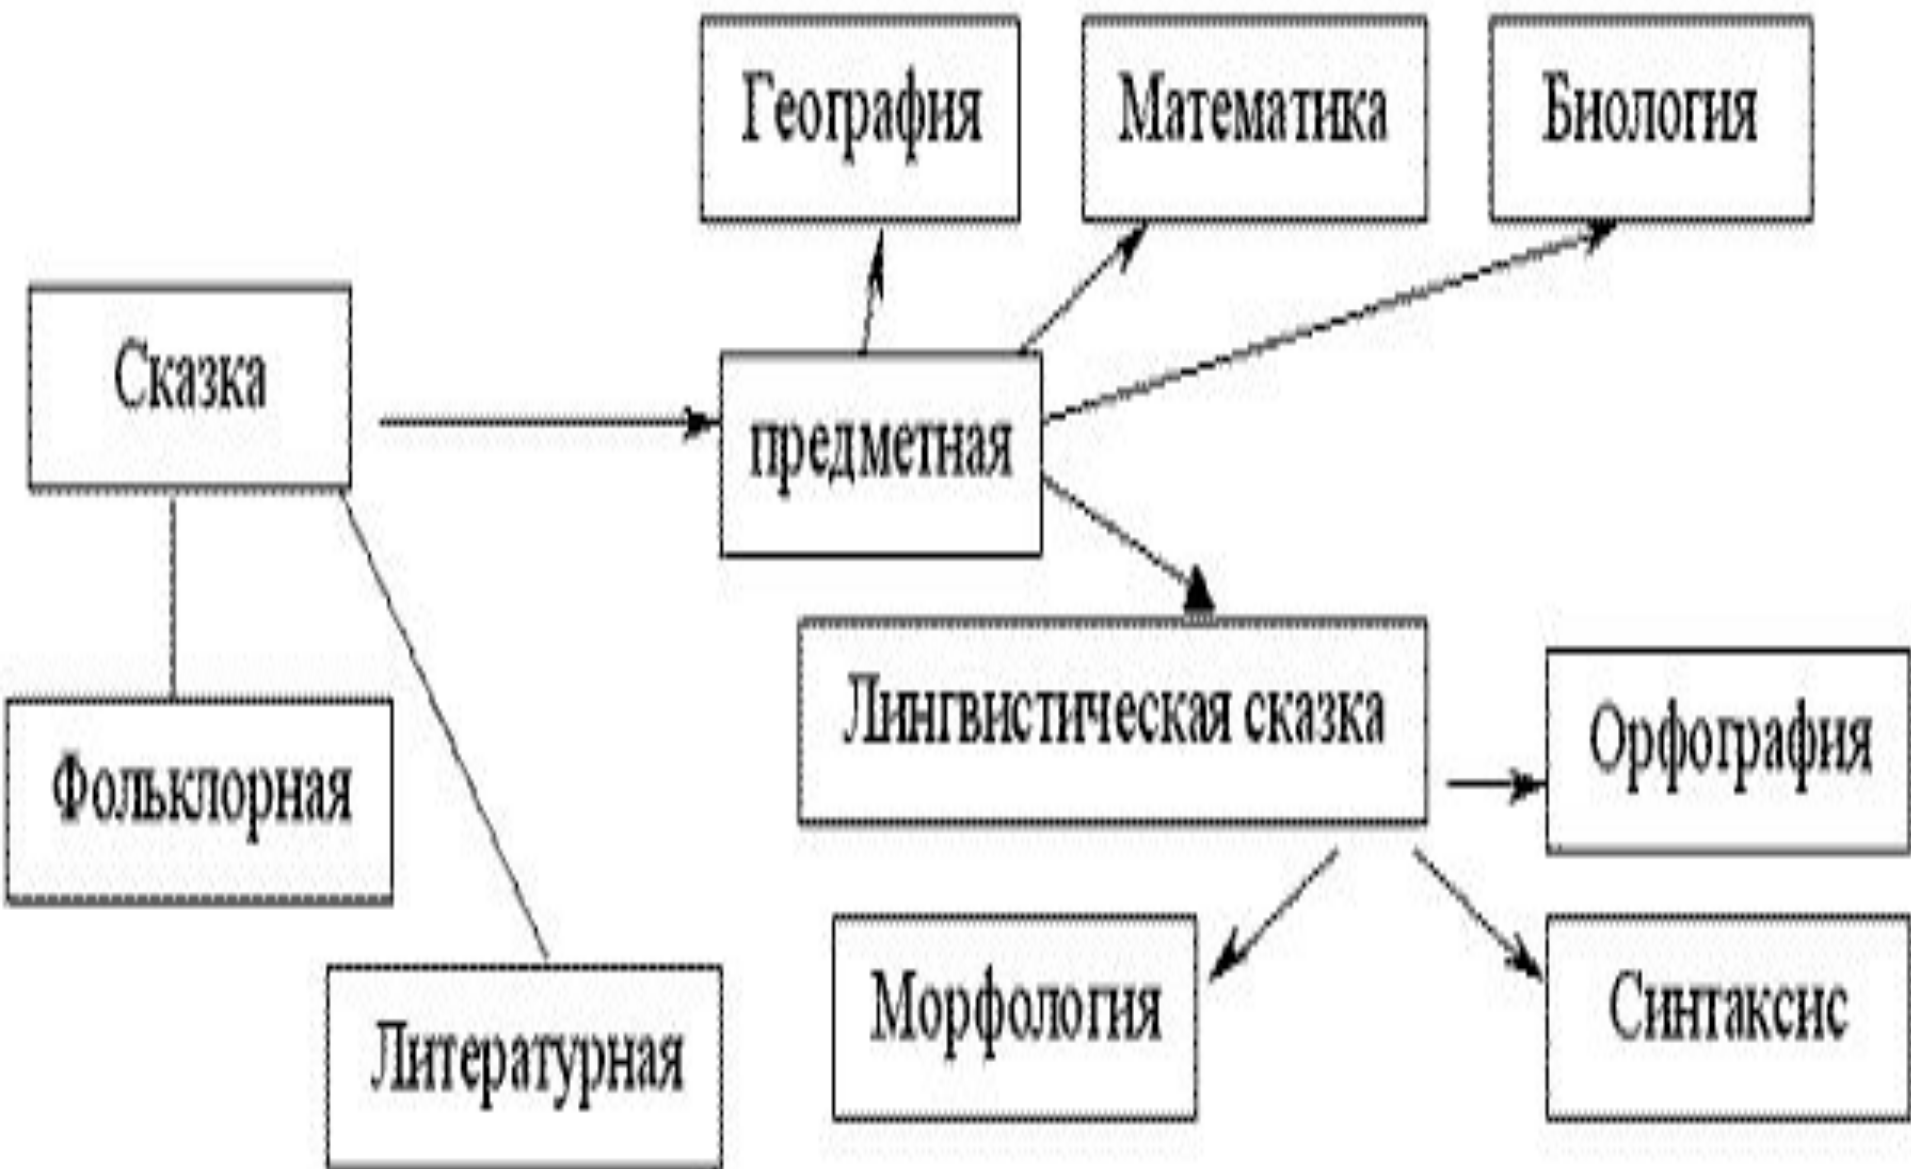 География
Математика
Биология
Сказка
предметная
Лингвистическая сказка
Орфография
Фольклорная
Морфология
Синтаксис
Литературная